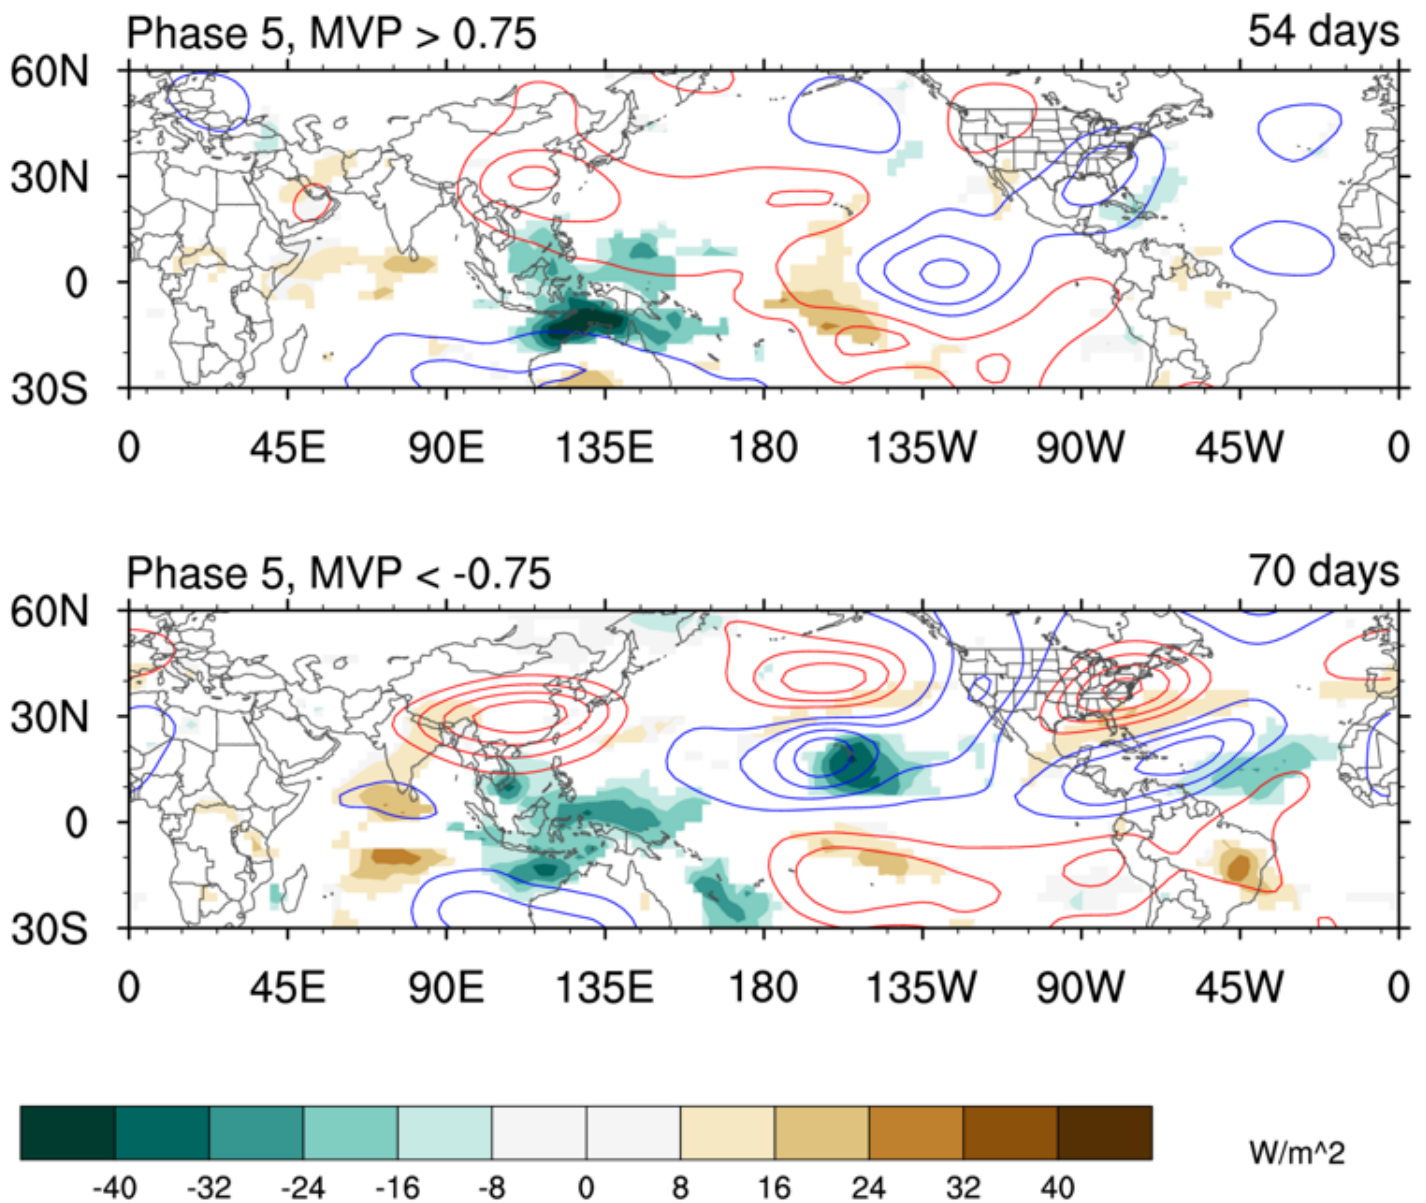 Phase 5, MVP > 0.75 54 days
60N
30N
0
30S
0 45E 90E 135E 180 135W 90W 45W 0
Phase 5, MVP < -0.75 70 days
60N
30N
0
30S
0 45E 90E 135E 180 135W 90W 45W 0
-40 -32 -24 -16 -8 0 8 16 24 32 40
W/m^2